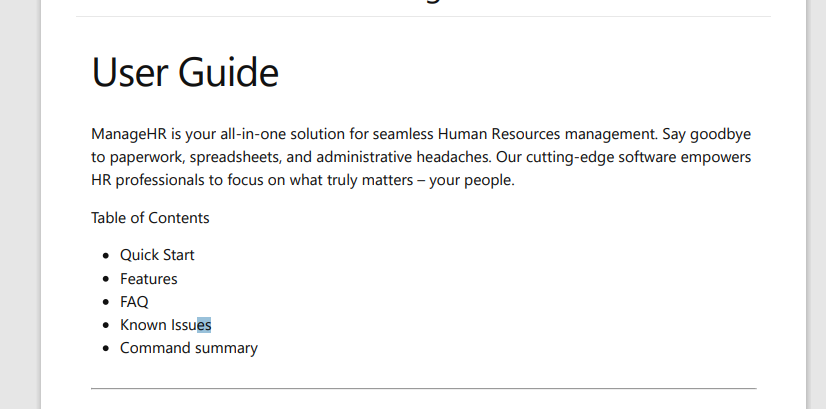 User Guide
ManageHR is your all-in-one solution for seamless Human Resources management. Say goodbye
to paperwork, spreadsheets, and administrative headaches. Our cutting-edge software empowers
HR professionals to focus on what truly matters – your people.
Table of Contents
• Quick Start
• Features
• FAQ
• Known Issues
• Command summary